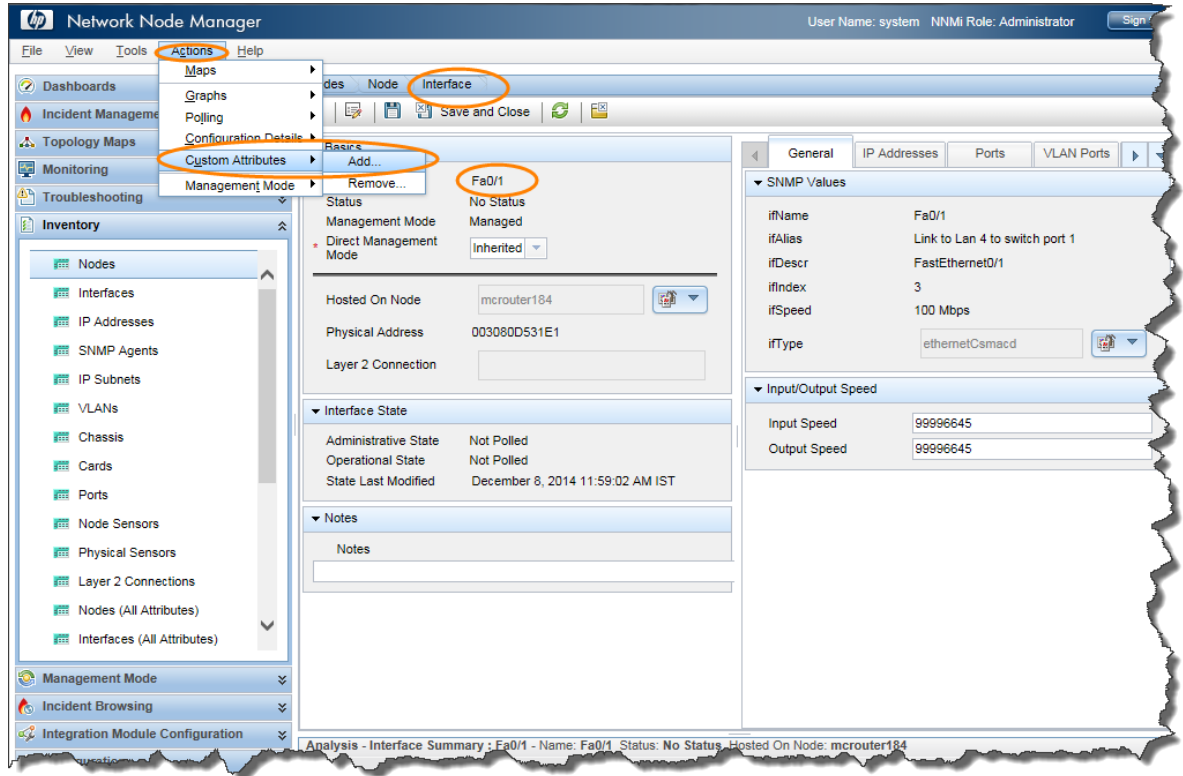 hp Network Node Manager User Name: system NNMi Role: Administrator Sign
File View Tools Actions Help
Maps
Graphs
Polling
Configuration Details
Custom Attributes
Management Mode
Add...
Remove...
Dashboards
Incident Manageme
Topology Maps
Monitoring
Troubleshooting
Inventory
Nodes
Interfaces
IP Addresses
SNMP Agents
IP Subnets
VLANs
Chassis
Cards
Ports
Node Sensors
Physical Sensors
Layer 2 Connections
Nodes (All Attributes)
Interfaces (All Attributes)
Management Mode
Incident Browsing
Integration Module Configuration
des Node Interface
Save and Close
Basics
Fa0/1
Status No Status
Management Mode Managed
* Direct Management Mode Inherited
Hosted On Node mcrouter184
Physical Address 003080D531E1
Layer 2 Connection
Interface State
Administrative State Not Polled
Operational State Not Polled
State Last Modified December 8, 2014 11:59:02 AM IST
Notes
Notes
General IP Addresses Ports VLAN Ports
SNMP Values
ifName Fa0/1
ifAlias Link to Lan 4 to switch port 1
ifDescr FastEthernet0/1
ifIndex 3
ifSpeed 100 Mbps
ifType ethernetCsmacd
Input/Output Speed
Input Speed 99996645
Output Speed 99996645
Analysis - Interface Summary : Fa0/1 - Name: Fa0/1 Status: No Status Hosted On Node: mcrouter184